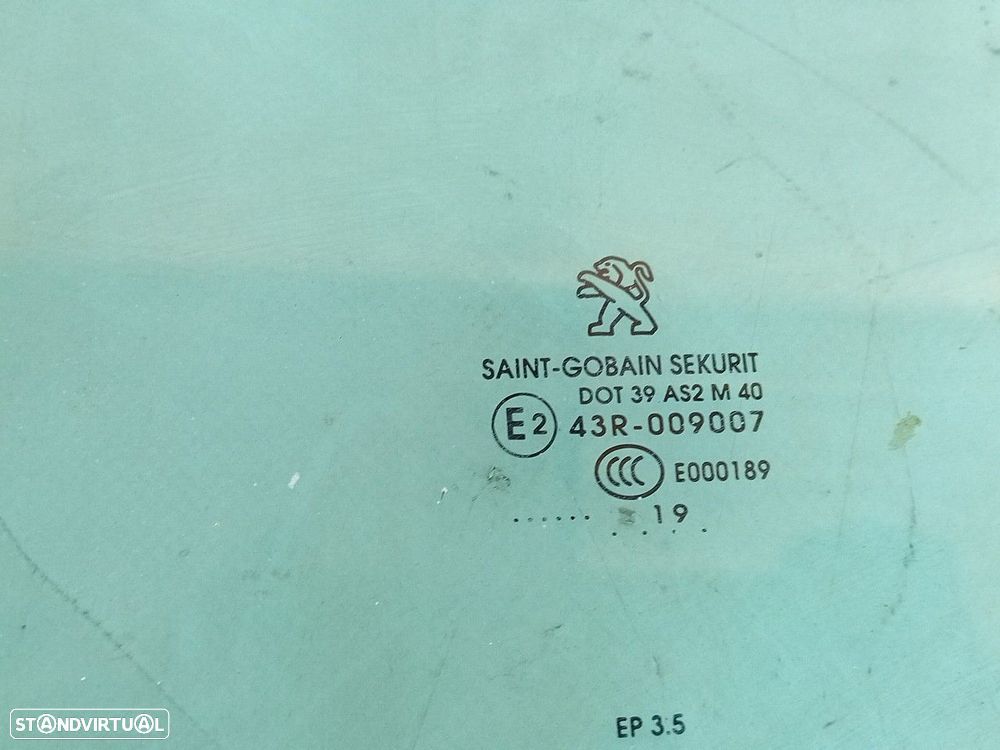 SAINT-GOBAIN SEKURIT
DOT 39 AS2 M 40
E2 43R-009007
CCC E000189
...... 19
. . . .
EP 3.5
STANDVIRTUAL